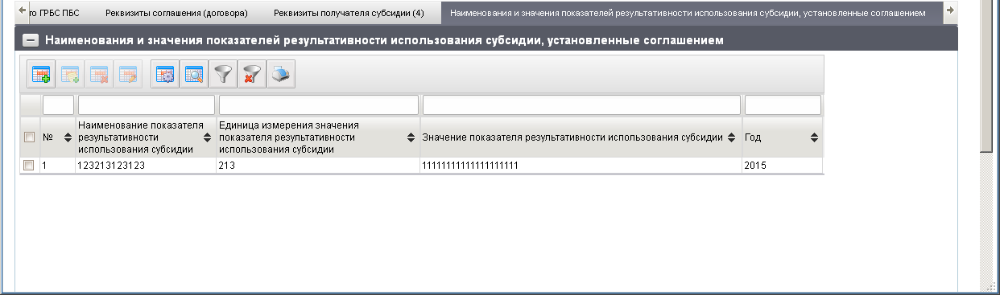 го ГРБС ПБС Реквизиты соглашения (договора) Реквизиты получателя субсидии (4) Наименования и значения показателей результативности использования субсидии, установленные соглашением
Наименования и значения показателей результативности использования субсидии, установленные соглашением
№
Наименование показателя
результативности
использования субсидии
Единица измерения значения
показателя результативности
использования субсидии
Значение показателя результативности использования субсидии
Год
1 123213123123 213 11111111111111111111 2015